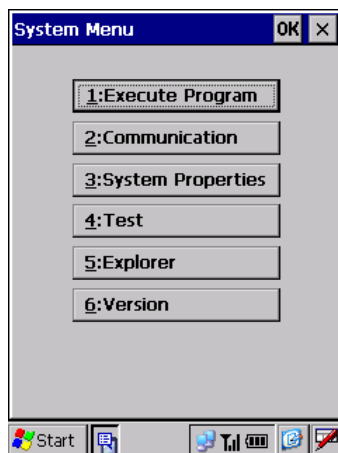 System Menu OK ×
1:Execute Program
2:Communication
3:System Properties
4:Test
5:Explorer
6:Version
Start